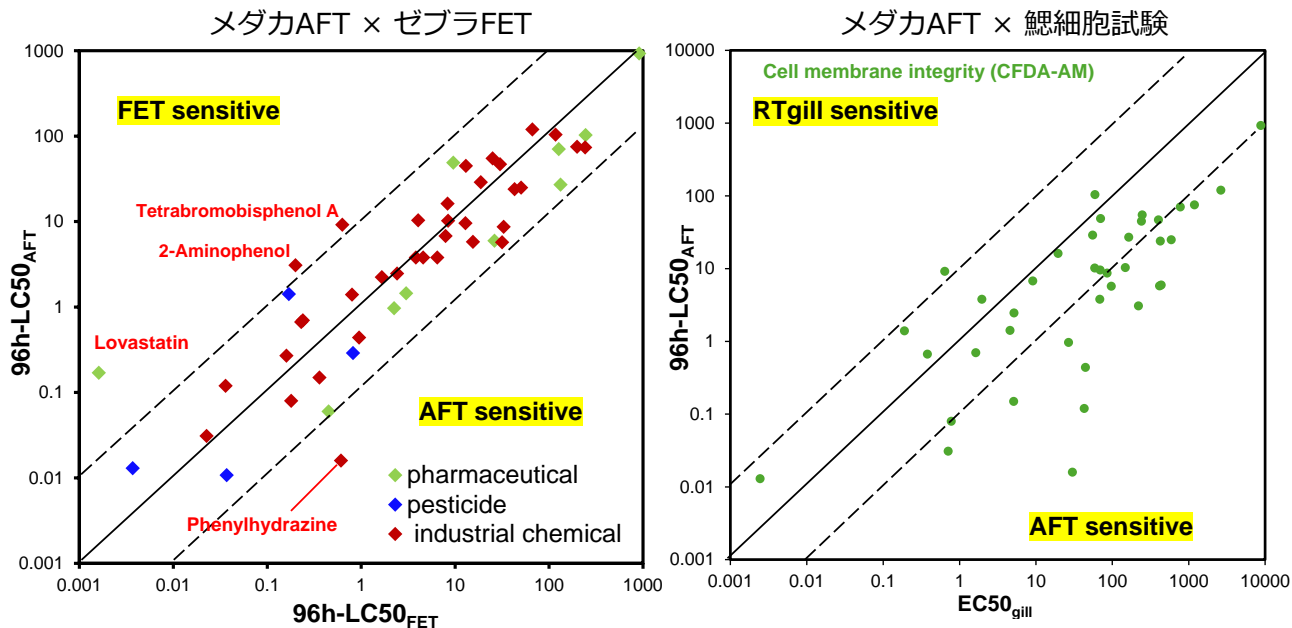 メダカAFT × ゼブラFET
1000
100
10
1
0.1
0.01
0.001
96h-LC50AFT
FET sensitive
Tetrabromobisphenol A
2-Aminophenol
Lovastatin
AFT sensitive
Phenylhydrazine
pharmaceutical
pesticide
industrial chemical
0.001
0.01
0.1
1
10
100
1000
96h-LC50FET
メダカAFT × 鰓細胞試験
10000
1000
100
10
1
0.1
0.01
0.001
96h-LC50AFT
Cell membrane integrity (CFDA-AM)
RTgill sensitive
AFT sensitive
0.001
0.01
0.1
1
10
100
1000
10000
EC50gill